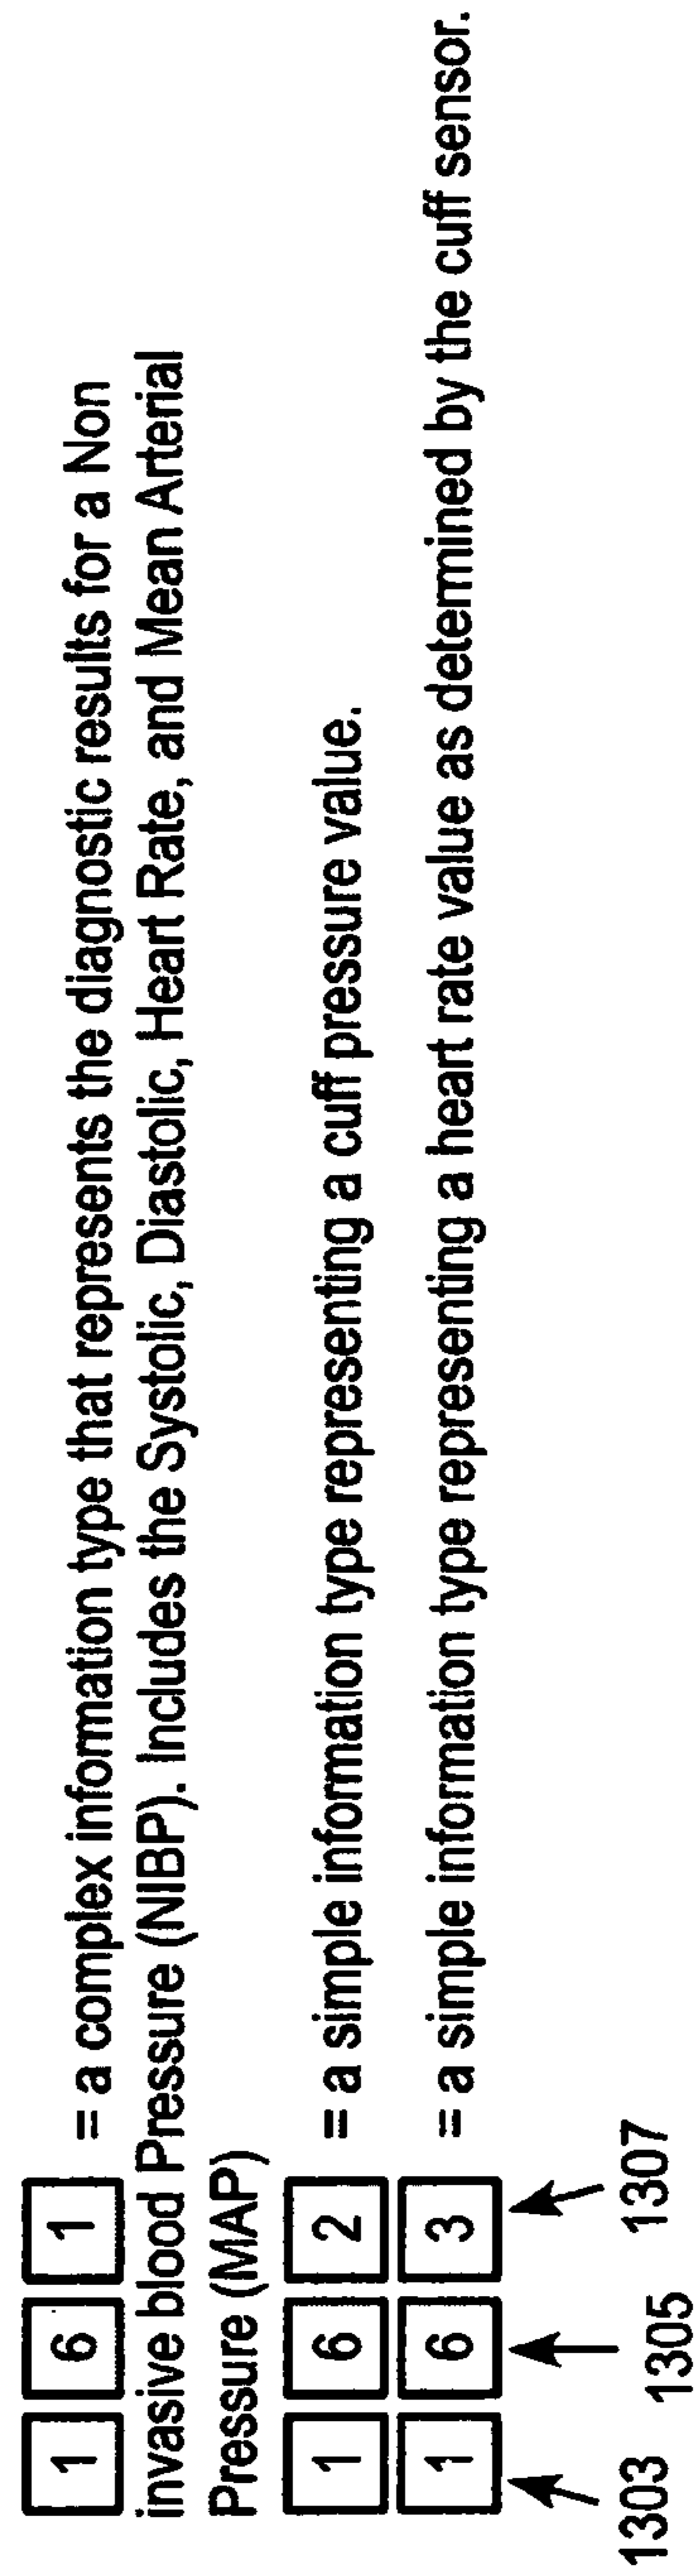 1 6 1 = a complex information type that represents the diagnostic results for a Non
invasive blood Pressure (NIBP). Includes the Systolic, Diastolic, Heart Rate, and Mean Arterial
Pressure (MAP)
1 6 2 = a simple information type representing a cuff pressure value.
1 6 3 = a simple information type representing a heart rate value as determined by the cuff sensor.
1303 1305 1307